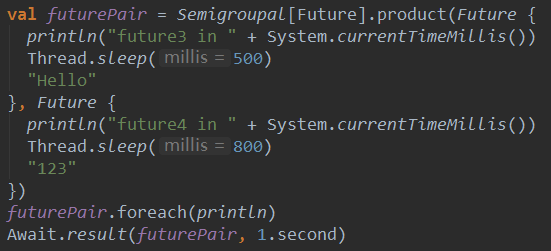 val futurePair = Semigroupal[Future].product(Future {
  println("future3 in " + System.currentTimeMillis())
  Thread.sleep( millis = 500)
  "Hello"
}, Future {
  println("future4 in " + System.currentTimeMillis())
  Thread.sleep( millis = 800)
  "123"
})
futurePair.foreach(println)
Await.result(futurePair, 1.second)